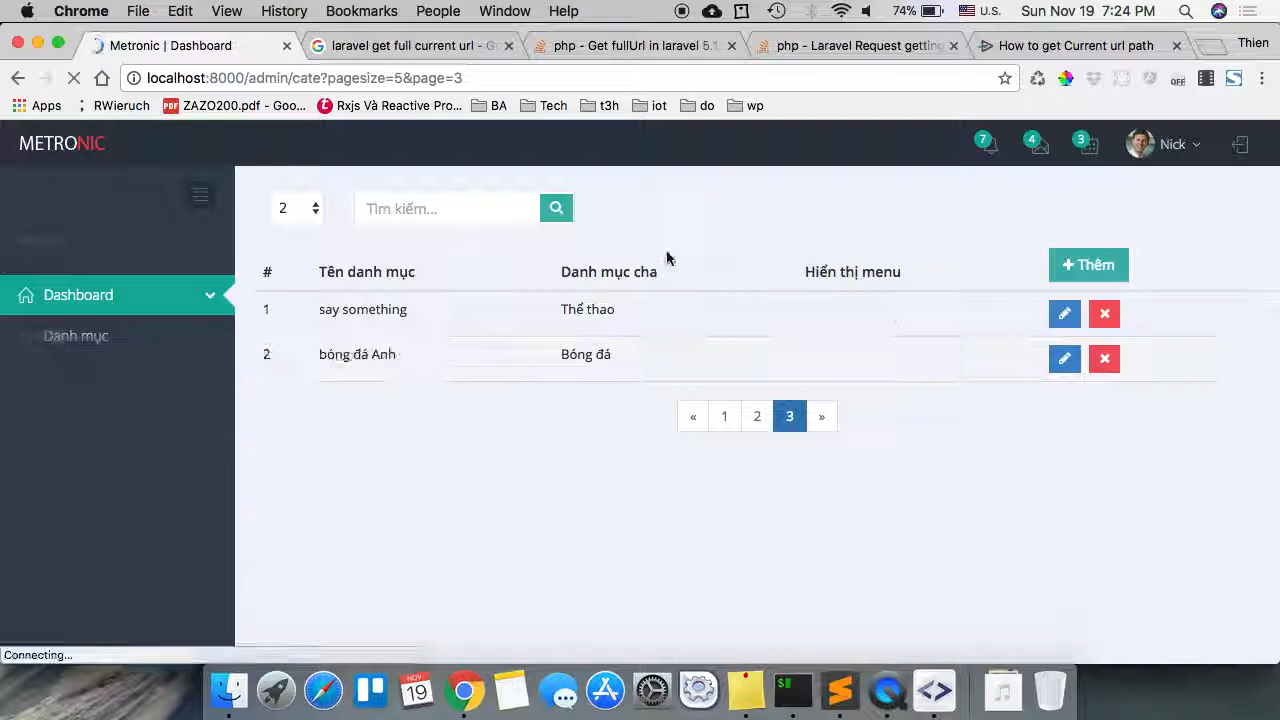 Chrome File Edit View History Bookmarks People Window Help 74% U.S. Sun Nov 19 7:24 PM
Metronic | Dashboard laravel get full current url - Go php - Get fullUrl in laravel 5.1 php - Laravel Request getting How to get Current url path Thien
localhost:8000/admin/cate?pagesize=5&page=3 OFF
Apps RWieruch ZAZO200.pdf - Goo... Rxjs Và Reactive Pro... BA Tech t3h iot do wp
METRONIC 7 4 3 Nick
2 Tìm kiếm...
# Tên danh mục Danh mục cha Hiển thị menu + Thêm
Dashboard
1 say something Thể thao
Danh mục
2 bóng đá Anh Bóng đá
« 1 2 3 »
Connecting...
NOV
19